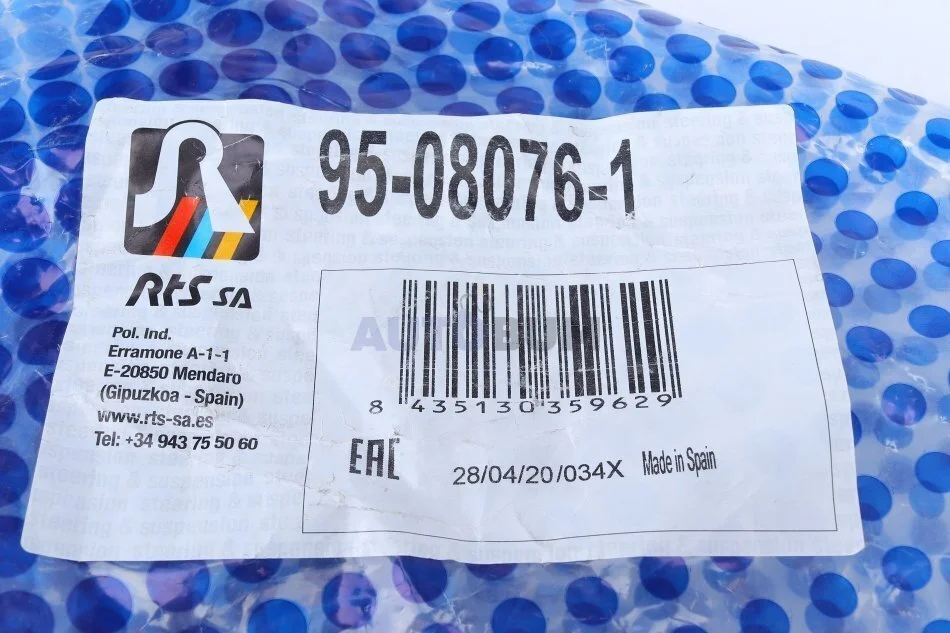 95-08076-1
RTS SA
Pol. Ind.
Erramone A-1-1
E-20850 Mendaro
(Gipuzkoa - Spain)
www.rts-sa.es
Tel: +34 943 75 50 60
8 435130 359629
EAC
28/04/20/034X Made in Spain